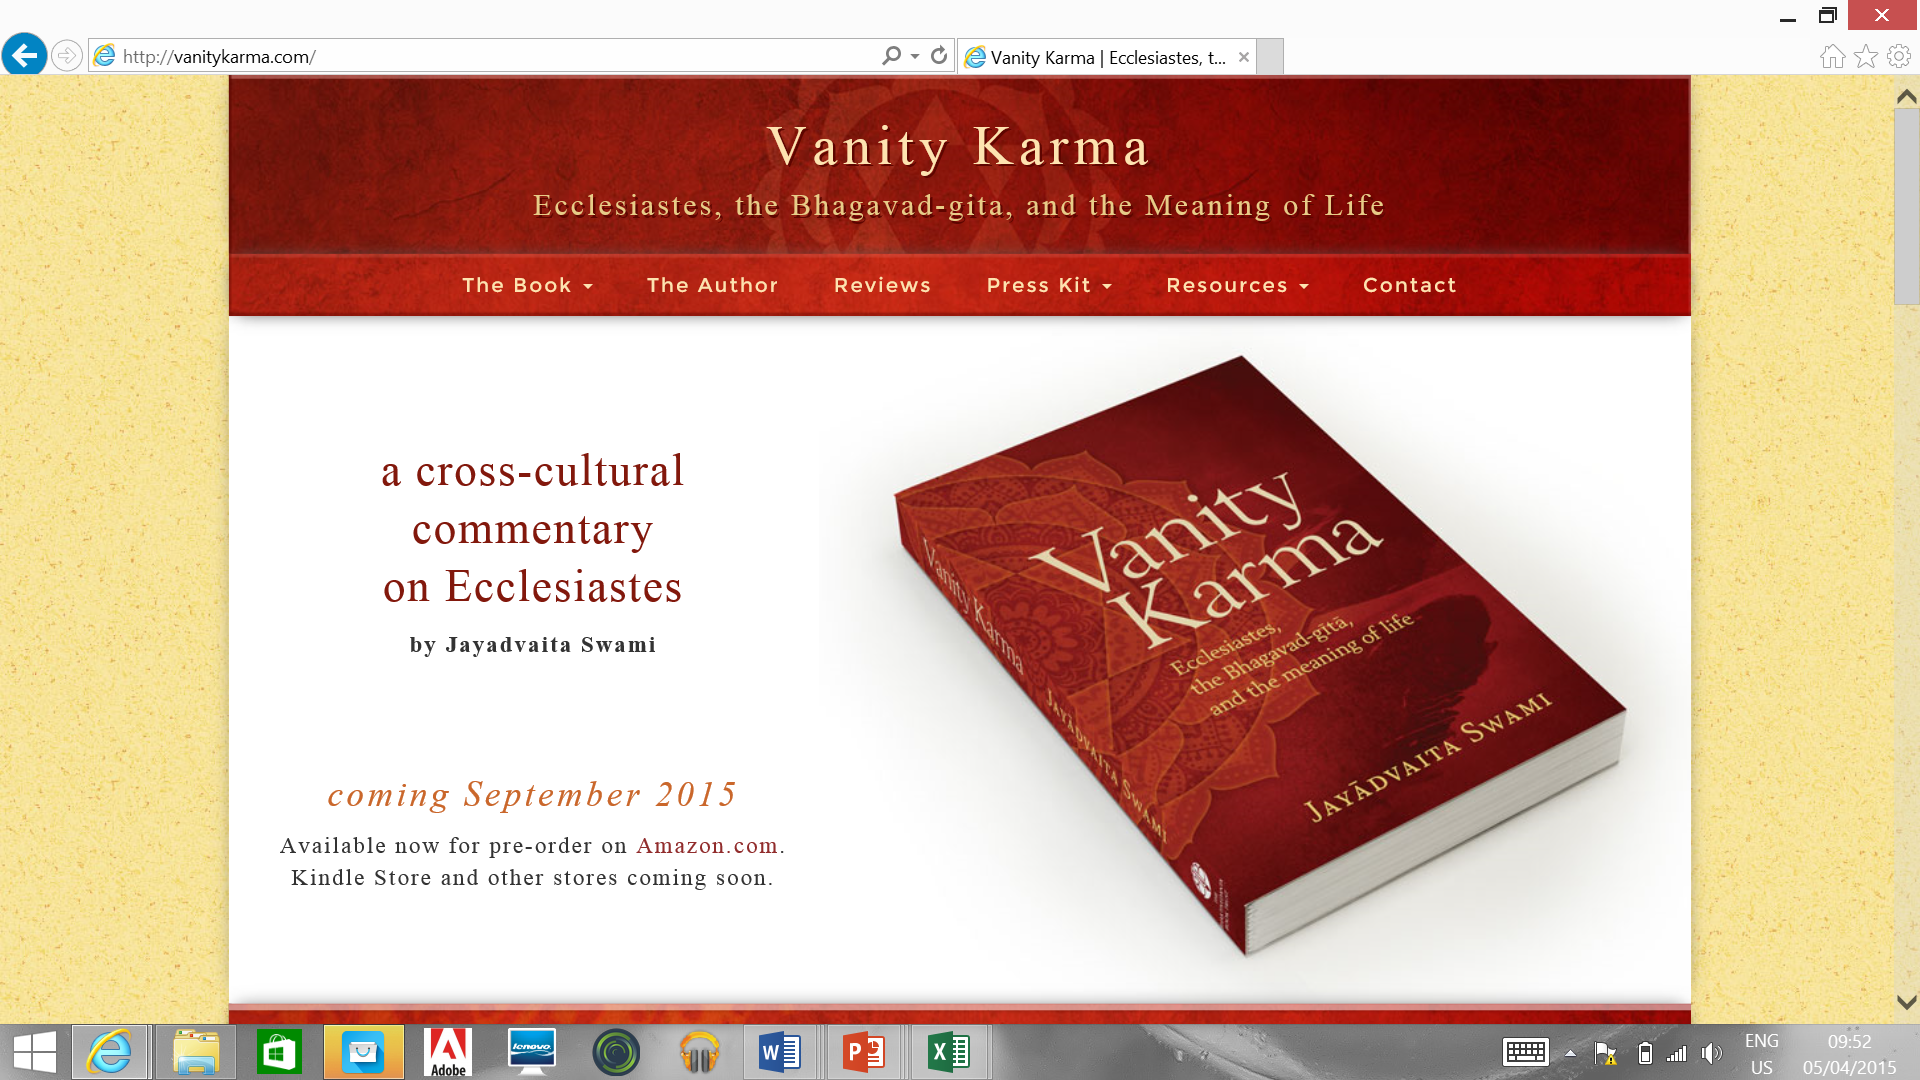 http://vanitykarma.com/
Vanity Karma | Ecclesiastes, t...
Vanity Karma
Ecclesiastes, the Bhagavad-gita, and the Meaning of Life
The Book
The Author
Reviews
Press Kit
Resources
Contact
a cross-cultural
commentary
on Ecclesiastes
by Jayadvaita Swami
coming September 2015
Available now for pre-order on Amazon.com.
Kindle Store and other stores coming soon.
Vanity
Karma
Ecclesiastes,
the Bhagavad-gītā,
and the meaning of life
Jayādvaita Swami
Vanity Karma
Jayādvaita Swami
Adobe
lenovo
ENG
US
09:52
05/04/2015